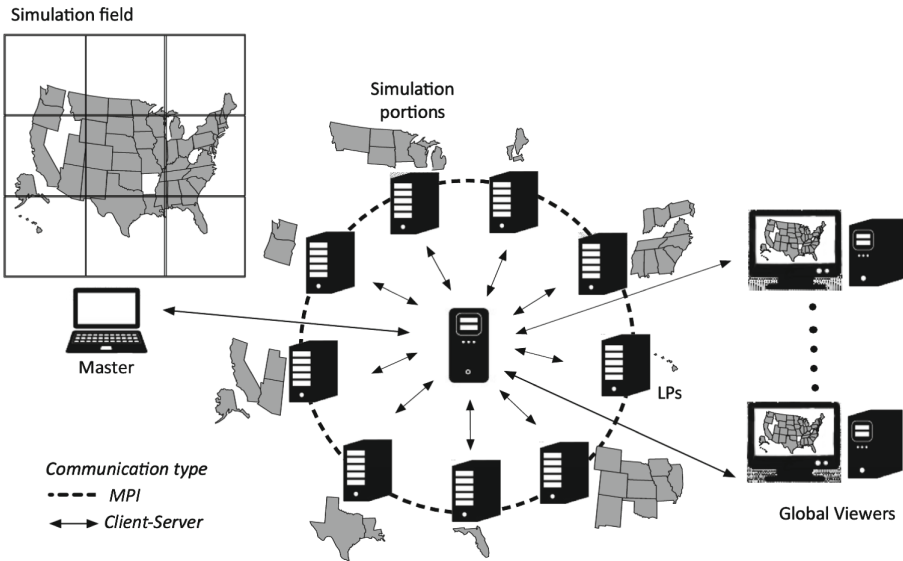 Simulation field
Simulation
portions
Master
LPs
Communication type
MPI
Client-Server
Global Viewers